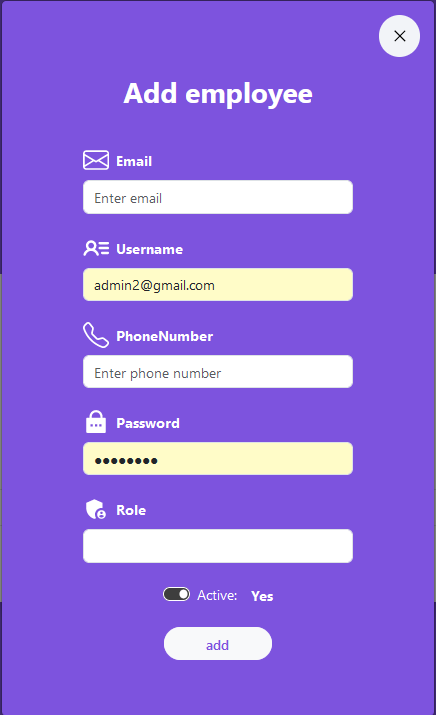 Add employee
Email
Enter email
Username
admin2@gmail.com
PhoneNumber
Enter phone number
Password
●●●●●●●●
Role
Active: Yes
add